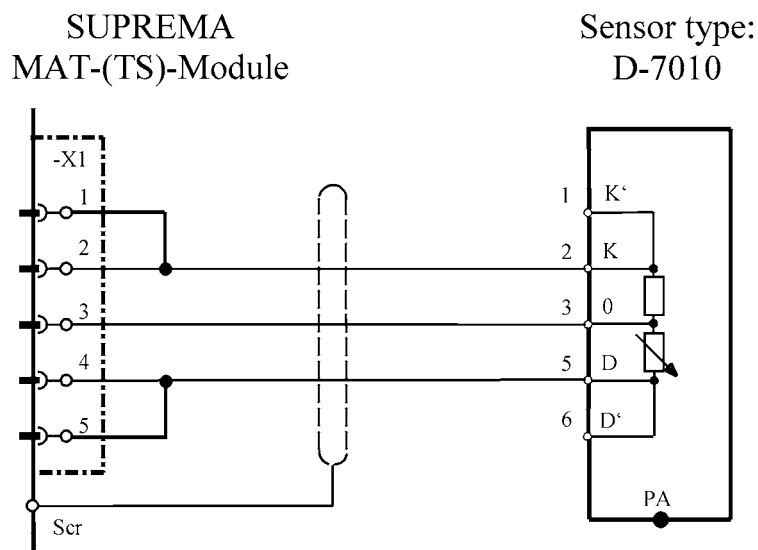 SUPREMA
MAT-(TS)-Module
Sensor type:
D-7010
-X1
1
2
3
4
5
Scr
1 K‘
2 K
3 0
5 D
6 D‘
PA